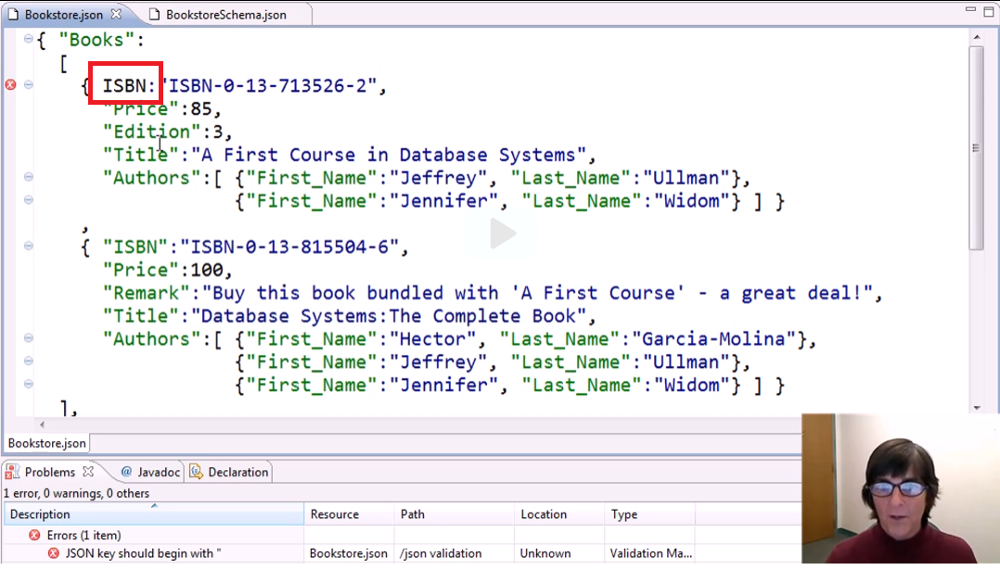 Bookstore.json BookstoreSchema.json
{ "Books":
[
{ ISBN:"ISBN-0-13-713526-2",
"Price":85,
"Edition":3,
"Title":"A First Course in Database Systems",
"Authors":[ {"First_Name":"Jeffrey", "Last_Name":"Ullman"},
{"First_Name":"Jennifer", "Last_Name":"Widom"} ] }
,
{ "ISBN":"ISBN-0-13-815504-6",
"Price":100,
"Remark":"Buy this book bundled with 'A First Course' - a great deal!",
"Title":"Database Systems:The Complete Book",
"Authors":[ {"First_Name":"Hector", "Last_Name":"Garcia-Molina"},
{"First_Name":"Jeffrey", "Last_Name":"Ullman"},
{"First_Name":"Jennifer", "Last_Name":"Widom"} ] }
],
Bookstore.json
Problems @ Javadoc Declaration
1 error, 0 warnings, 0 others
Description Resource Path Location Type
Errors (1 item)
JSON key should begin with " Bookstore.json /json validation Unknown Validation Ma...